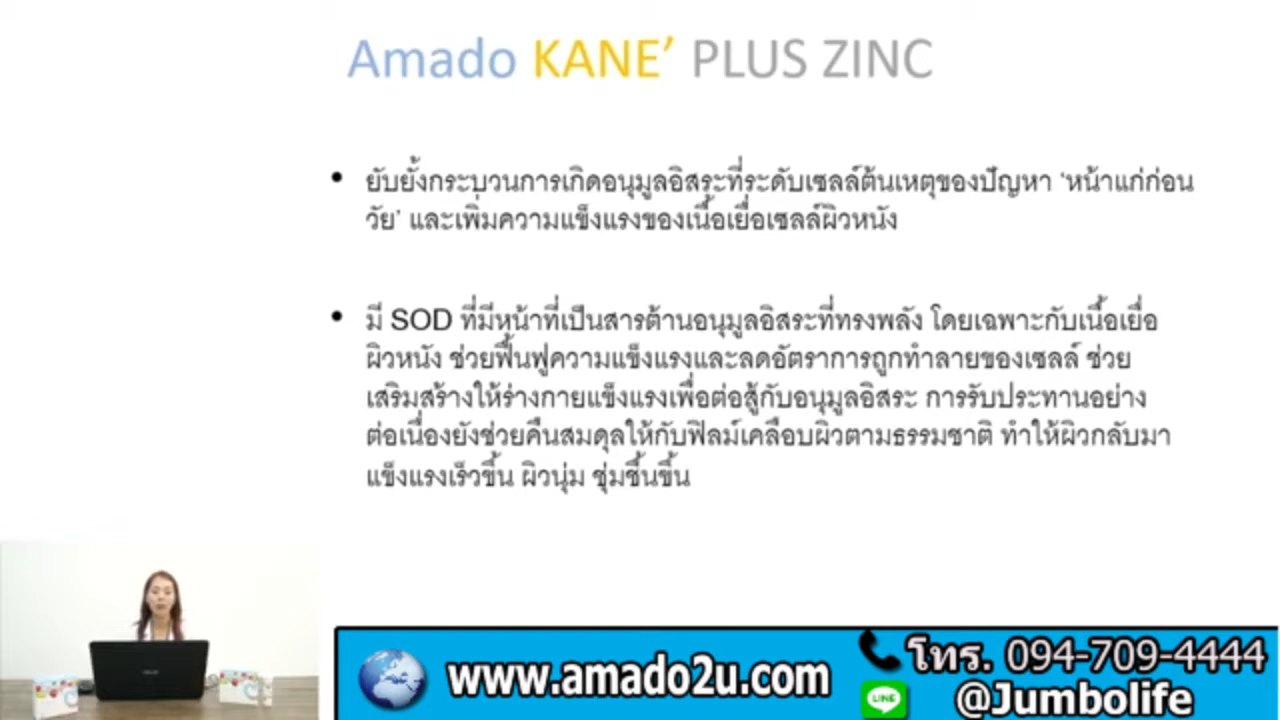 Amado KANE’ PLUS ZINC
• ยับยั้งกระบวนการเกิดอนุมูลอิสระที่ระดับเซลล์ต้นเหตุของปัญหา ‘หน้าแก่ก่อน
วัย’ และเพิ่มความแข็งแรงของเนื้อเยื่อเซลล์ผิวหนัง
• มี SOD ที่มีหน้าที่เป็นสารต้านอนุมูลอิสระที่ทรงพลัง โดยเฉพาะกับเนื้อเยื่อ
ผิวหนัง ช่วยฟื้นฟูความแข็งแรงและลดอัตราการถูกทำลายของเซลล์ ช่วย
เสริมสร้างให้ร่างกายแข็งแรงเพื่อต่อสู้กับอนุมูลอิสระ การรับประทานอย่าง
ต่อเนื่องยังช่วยคืนสมดุลให้กับฟิลม์เคลือบผิวตามธรรมชาติ ทำให้ผิวกลับมา
แข็งแรงเร็วขึ้น ผิวนุ่ม ชุ่มชื้นขึ้น
www.amado2u.com
โทร. 094-709-4444
LINE @Jumbolife